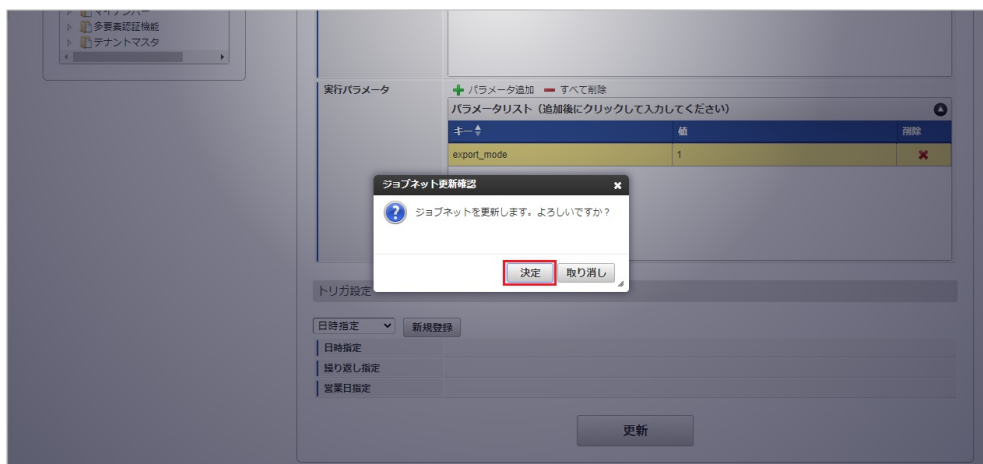 マイナンバー
多要素認証機能
テナントマスタ
実行パラメータ
パラメータ追加 すべて削除
パラメータリスト（追加後にクリックして入力してください）
キー 値 削除
export_mode 1
ジョブネット更新確認
ジョブネットを更新します。よろしいですか？
決定 取り消し
トリガ設定
日時指定 新規登録
日時指定
繰り返し指定
営業日指定
更新